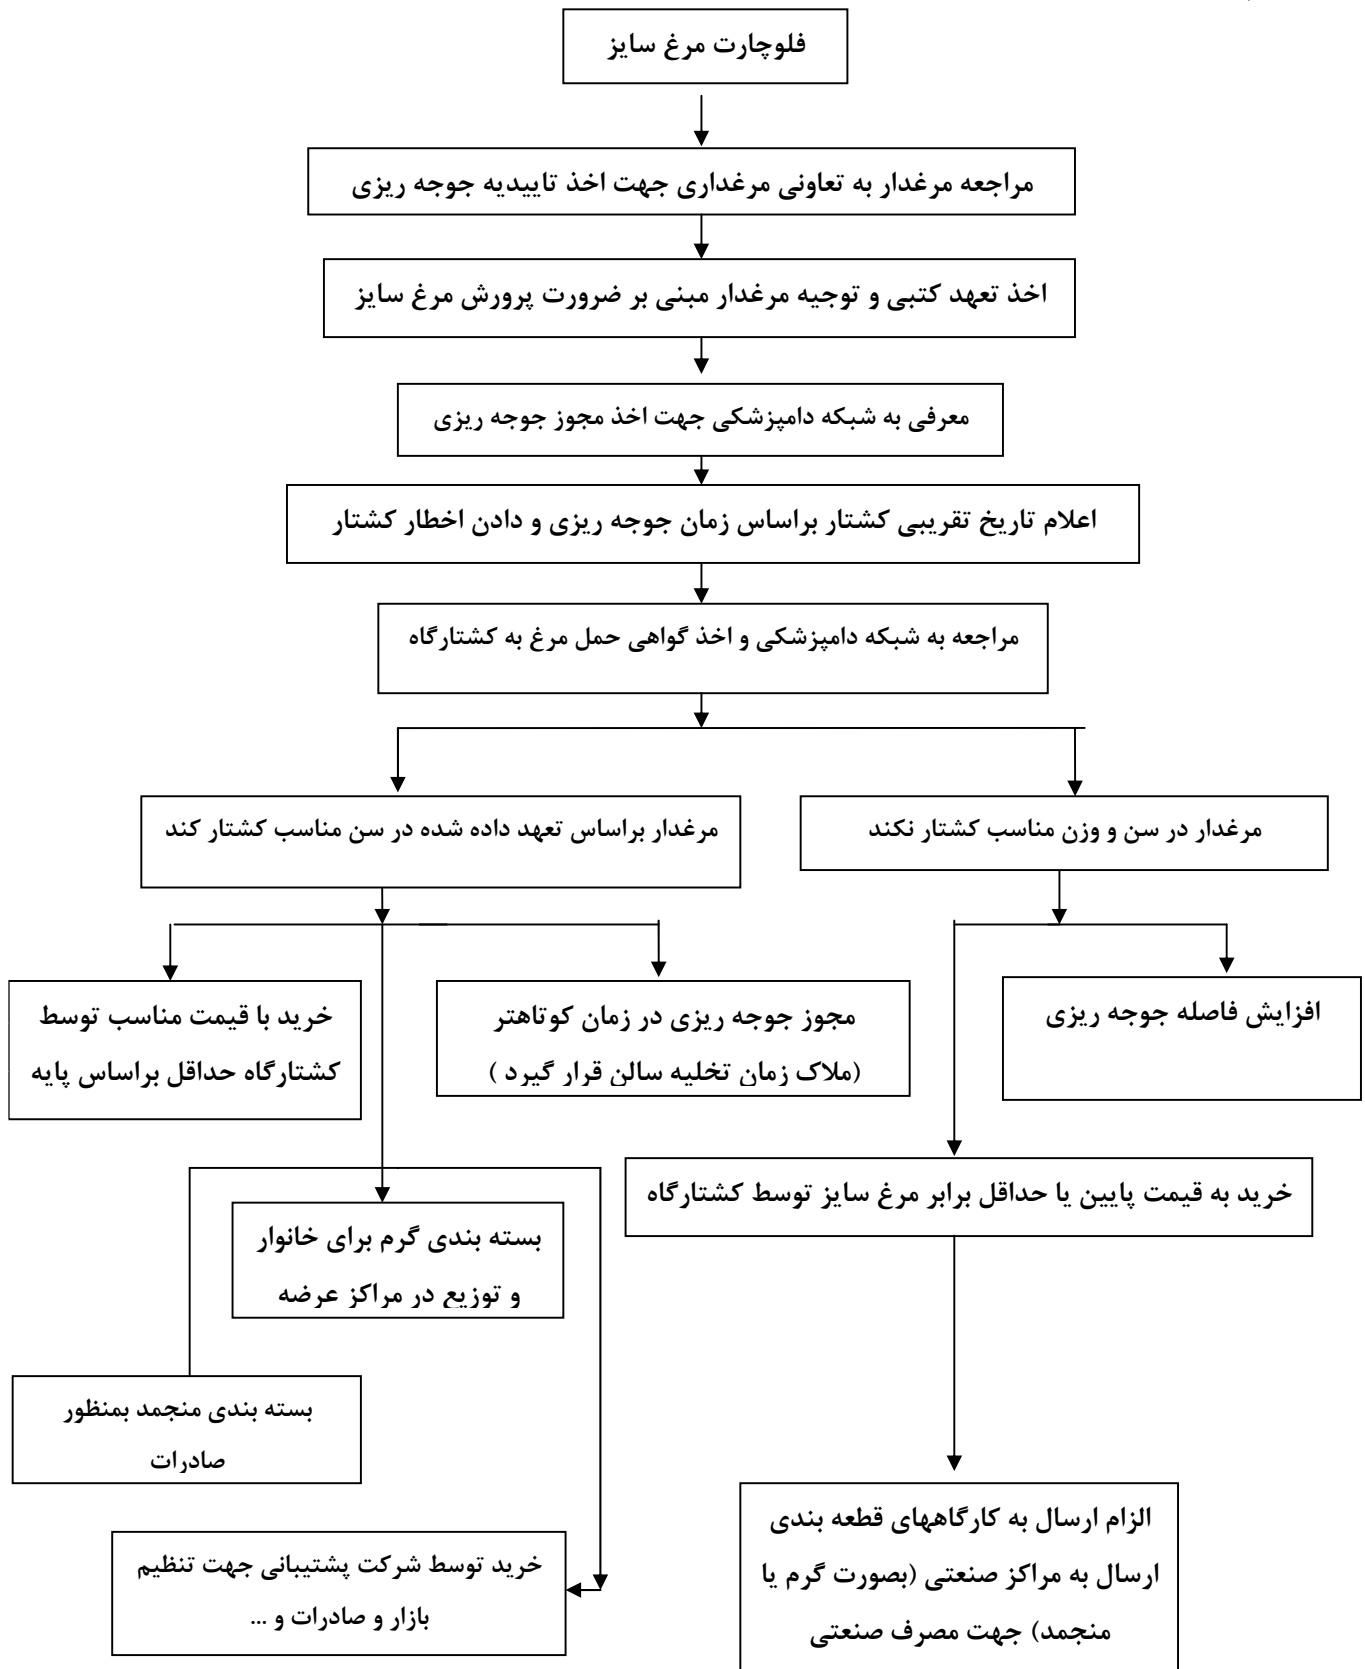 فلوچارت مرغ سایز
مراجعه مرغدار به تعاونی مرغداری جهت اخذ تاییدیه جوجه ریزی
اخذ تعهد کتبی و توجیه مرغدار مبنی بر ضرورت پرورش مرغ سایز
معرفی به شبکه دامپزشکی جهت اخذ مجوز جوجه ریزی
اعلام تاریخ تقریبی کشتار براساس زمان جوجه ریزی و دادن اخطار کشتار
مراجعه به شبکه دامپزشکی و اخذ گواهی حمل مرغ به کشتارگاه
مرغدار در سن و وزن مناسب کشتار نکند
مرغدار براساس تعهد داده شده در سن مناسب کشتار کند
افزایش فاصله جوجه ریزی
مجوز جوجه ریزی در زمان کوتاهتر
(ملاک زمان تخلیه سالن قرار گیرد )
خرید با قیمت مناسب توسط
کشتارگاه حداقل براساس پایه
خرید به قیمت پایین یا حداقل برابر مرغ سایز توسط کشتارگاه
بسته بندی گرم برای خانوار
و توزیع در مراکز عرضه
بسته بندی منجمد بمنظور
صادرات
الزام ارسال به کارگاههای قطعه بندی
ارسال به مراکز صنعتی (بصورت گرم یا
منجمد) جهت مصرف صنعتی
خرید توسط شرکت پشتیبانی جهت تنظیم
بازار و صادرات و ...